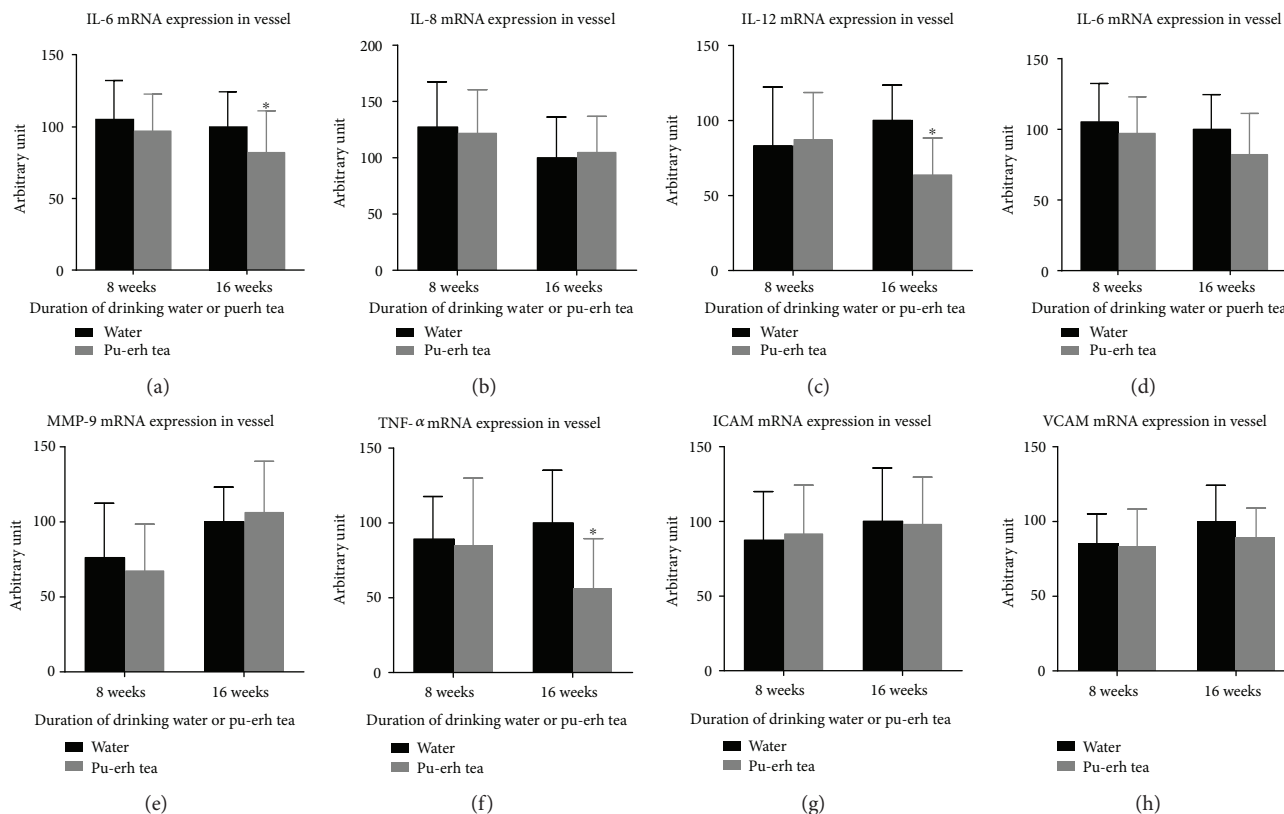 IL-6 mRNA expression in vessel
150
100
50
0
Arbitrary unit
*
8 weeks
16 weeks
Duration of drinking water or puerh tea
Water
Pu-erh tea
(a)
IL-8 mRNA expression in vessel
200
150
100
50
0
Arbitrary unit
8 weeks
16 weeks
Duration of drinking water or pu-erh tea
Water
Pu-erh tea
(b)
IL-12 mRNA expression in vessel
150
100
50
0
Arbitrary unit
*
8 weeks
16 weeks
Duration of drinking water or pu-erh tea
Water
Pu-erh tea
(c)
IL-6 mRNA expression in vessel
150
100
50
0
Arbitrary unit
8 weeks
16 weeks
Duration of drinking water or puerh tea
Water
Pu-erh tea
(d)
MMP-9 mRNA expression in vessel
150
100
50
0
Arbitrary unit
8 weeks
16 weeks
Duration of drinking water or pu-erh tea
Water
Pu-erh tea
(e)
TNF-α mRNA expression in vessel
150
100
50
0
Arbitrary unit
*
8 weeks
16 weeks
Duration of drinking water or pu-erh tea
Water
Pu-erh tea
(f)
ICAM mRNA expression in vessel
150
100
50
0
Arbitrary unit
8 weeks
16 weeks
Duration of drinking water or pu-erh tea
Water
Pu-erh tea
(g)
VCAM mRNA expression in vessel
150
100
50
0
Arbitrary unit
8 weeks
16 weeks
Water
Pu-erh tea
(h)